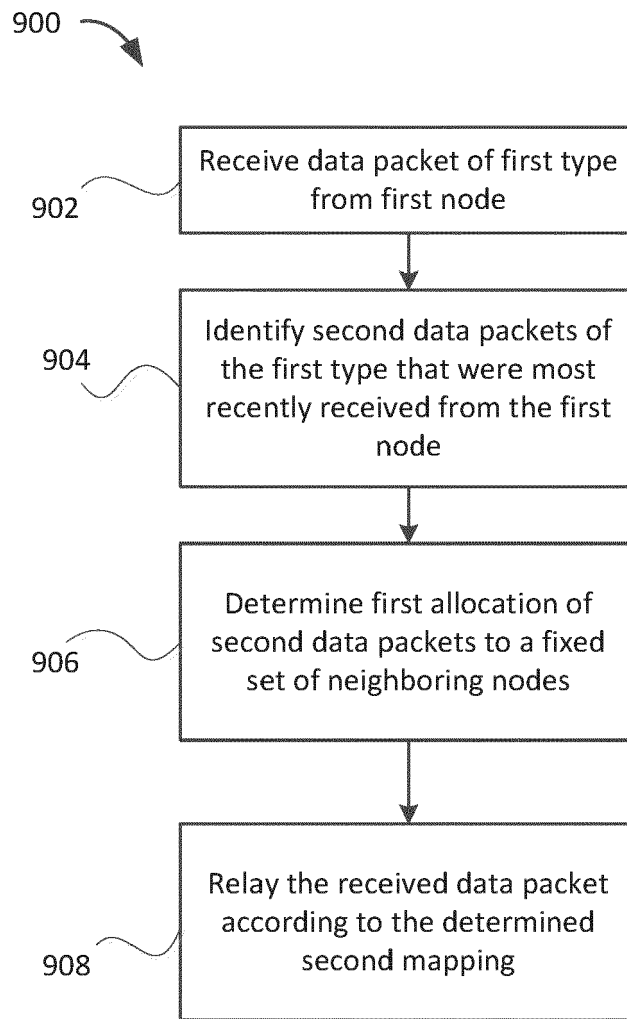 900
Receive data packet of first type
from first node
902
Identify second data packets of
the first type that were most
recently received from the first
node
904
Determine first allocation of
second data packets to a fixed
set of neighboring nodes
906
Relay the received data packet
according to the determined
second mapping
908